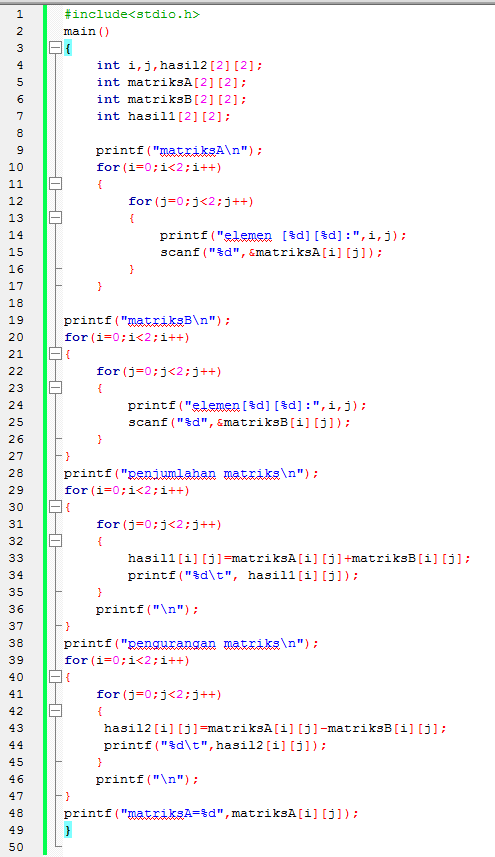 1 #include<stdio.h>
2 main()
3 {
4 int i,j,hasil2[2][2];
5 int matriksA[2][2];
6 int matriksB[2][2];
7 int hasil1[2][2];
8
9 printf("matriksA\n");
10 for(i=0;i<2;i++)
11 {
12 for(j=0;j<2;j++)
13 {
14 printf("elemen [%d][%d]:",i,j);
15 scanf("%d",&matriksA[i][j]);
16 }
17 }
18
19 printf("matriksB\n");
20 for(i=0;i<2;i++)
21 {
22 for(j=0;j<2;j++)
23 {
24 printf("elemen[%d][%d]:",i,j);
25 scanf("%d",&matriksB[i][j]);
26 }
27 }
28 printf("penjumlahan matriks\n");
29 for(i=0;i<2;i++)
30 {
31 for(j=0;j<2;j++)
32 {
33 hasil1[i][j]=matriksA[i][j]+matriksB[i][j];
34 printf("%d\t", hasil1[i][j]);
35 }
36 printf("\n");
37 }
38 printf("pengurangan matriks\n");
39 for(i=0;i<2;i++)
40 {
41 for(j=0;j<2;j++)
42 {
43 hasil2[i][j]=matriksA[i][j]-matriksB[i][j];
44 printf("%d\t",hasil2[i][j]);
45 }
46 printf("\n");
47 }
48 printf("matriksA=%d",matriksA[i][j]);
49 }
50